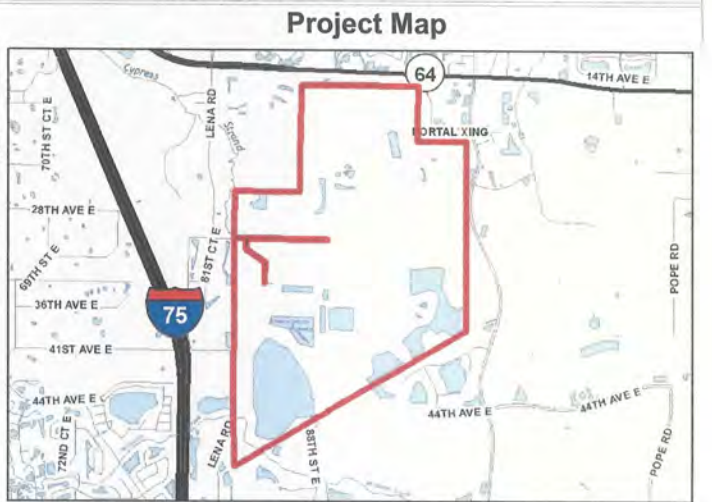 Project Map
64
14TH AVE E
Cypress
LENA RD
70TH ST CT E
Strand
PORTAL XING
28TH AVE E
69TH ST E
81ST CT E
POPE RD
36TH AVE E
75
41ST AVE E
44TH AVE E
44TH AVE E
44TH AVE E
72ND CT E
LENA RD
88TH ST E
POPE RD